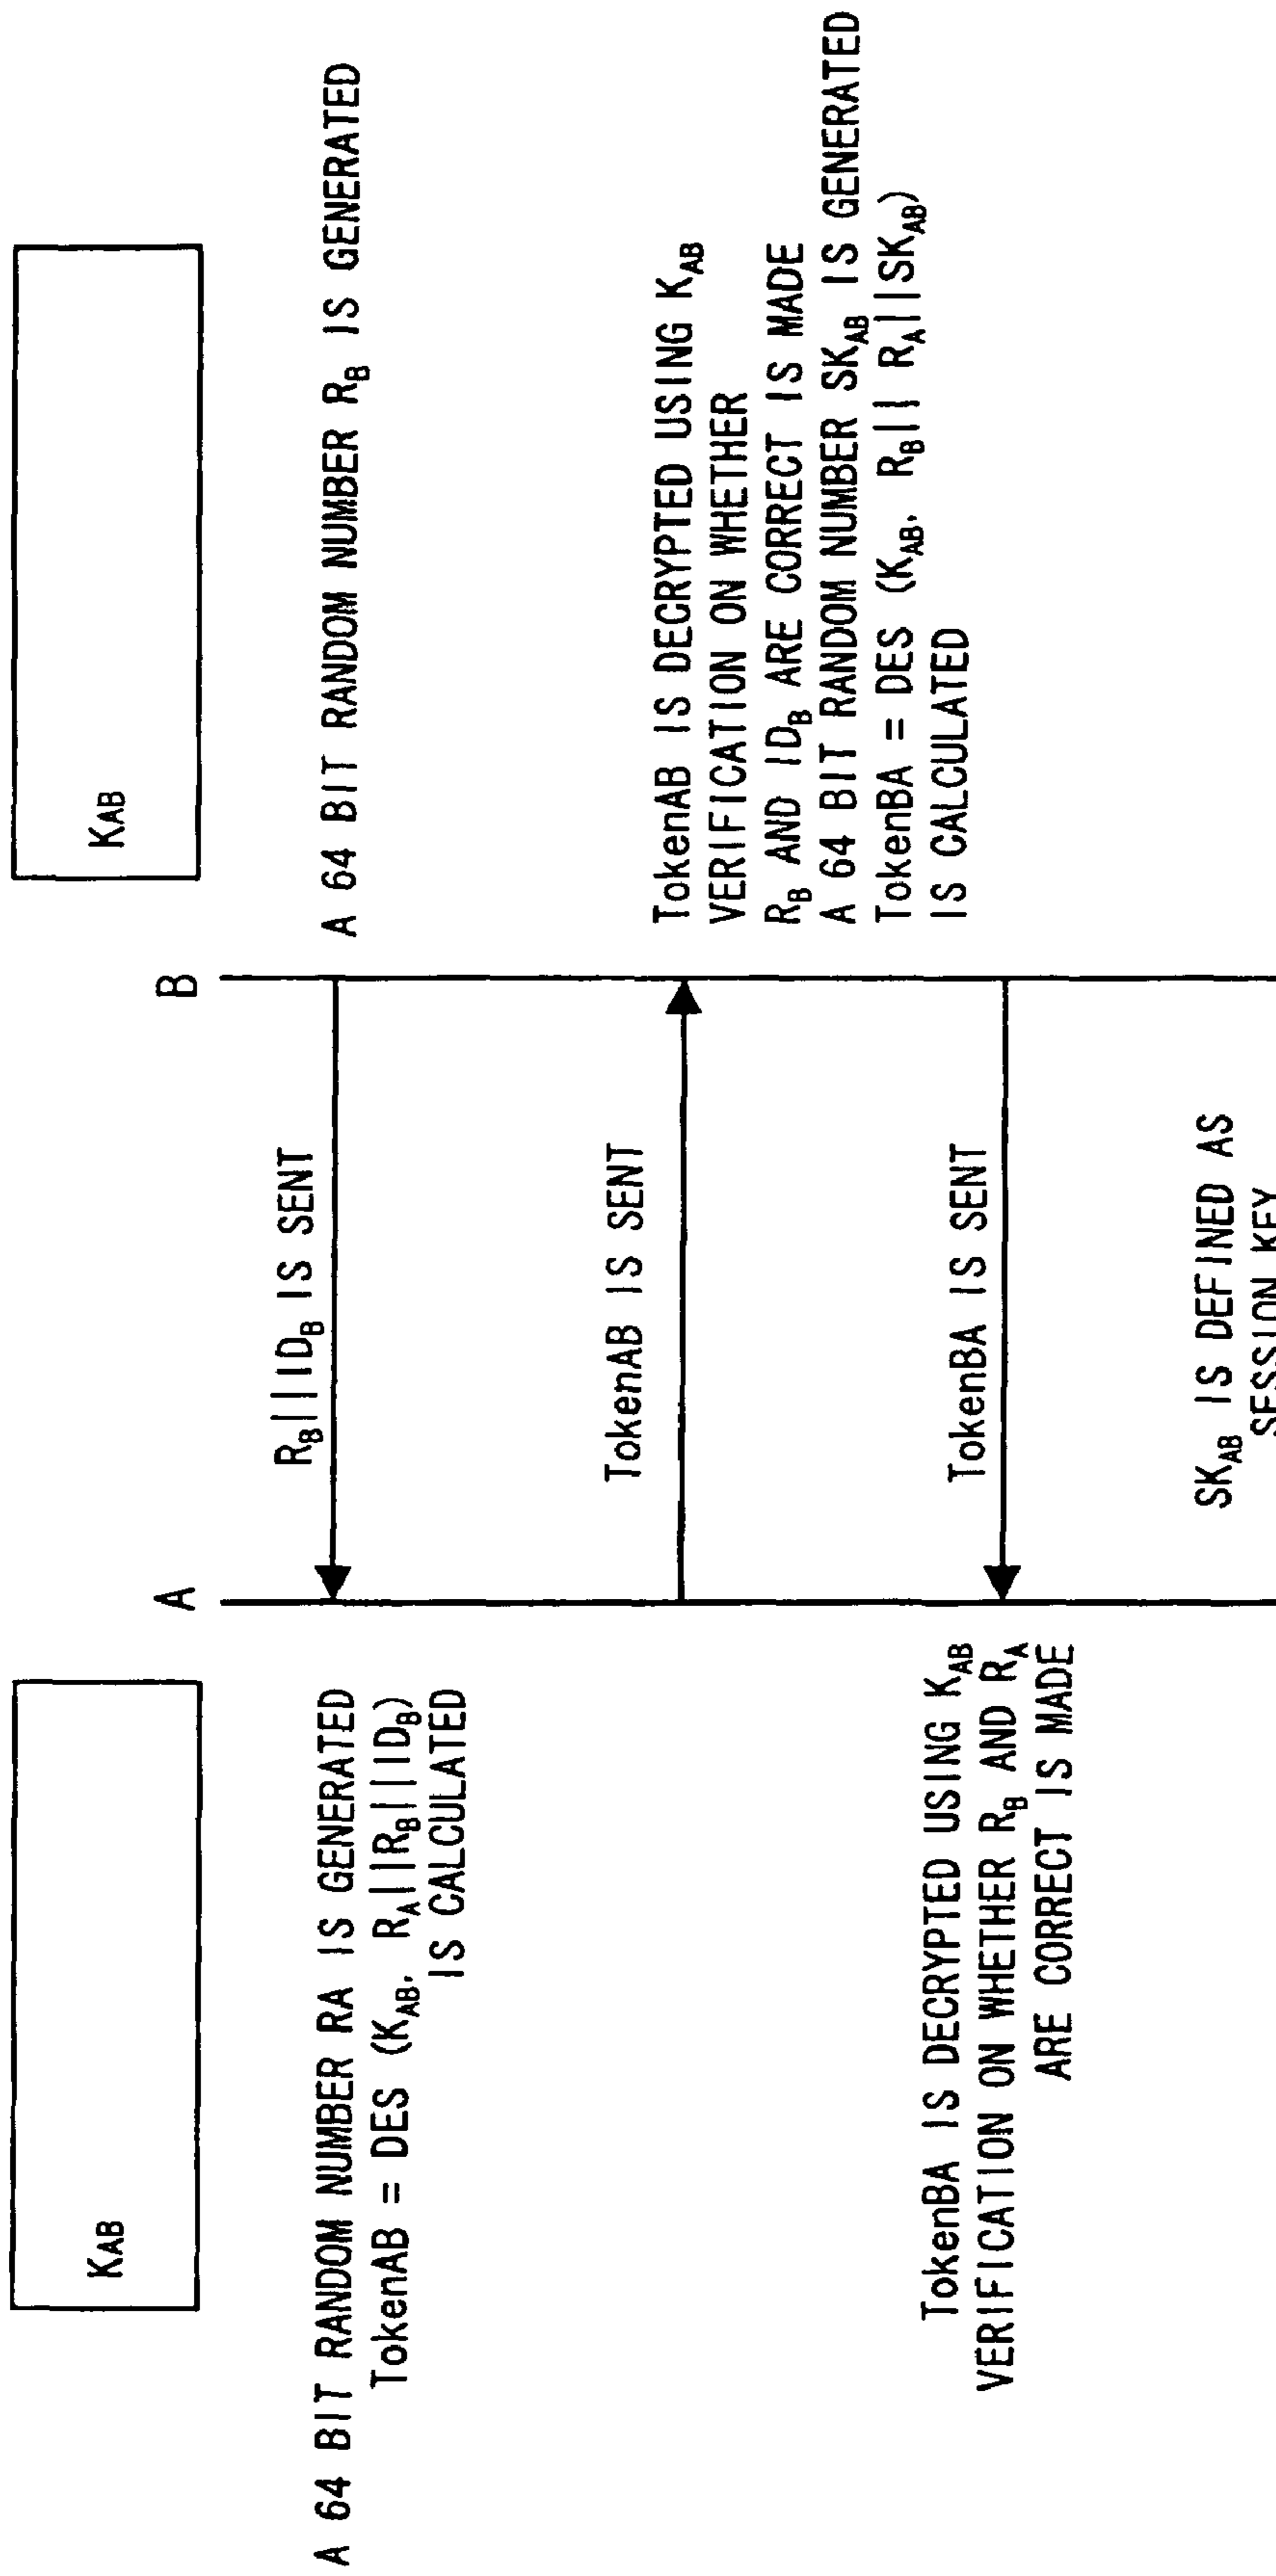 KAB
KAB
A
B
A 64 BIT RANDOM NUMBER RB IS GENERATED
RB||IDB IS SENT
A 64 BIT RANDOM NUMBER RA IS GENERATED
TokenAB = DES (KAB, RA||RB||IDB)
IS CALCULATED
TokenAB IS SENT
TokenAB IS DECRYPTED USING KAB
VERIFICATION ON WHETHER
RB AND IDB ARE CORRECT IS MADE
A 64 BIT RANDOM NUMBER SKAB IS GENERATED
TokenBA = DES (KAB, RB|| RA||SKAB)
IS CALCULATED
TokenBA IS SENT
TokenBA IS DECRYPTED USING KAB
VERIFICATION ON WHETHER RB AND RA
ARE CORRECT IS MADE
SKAB IS DEFINED AS
SESSION KEY